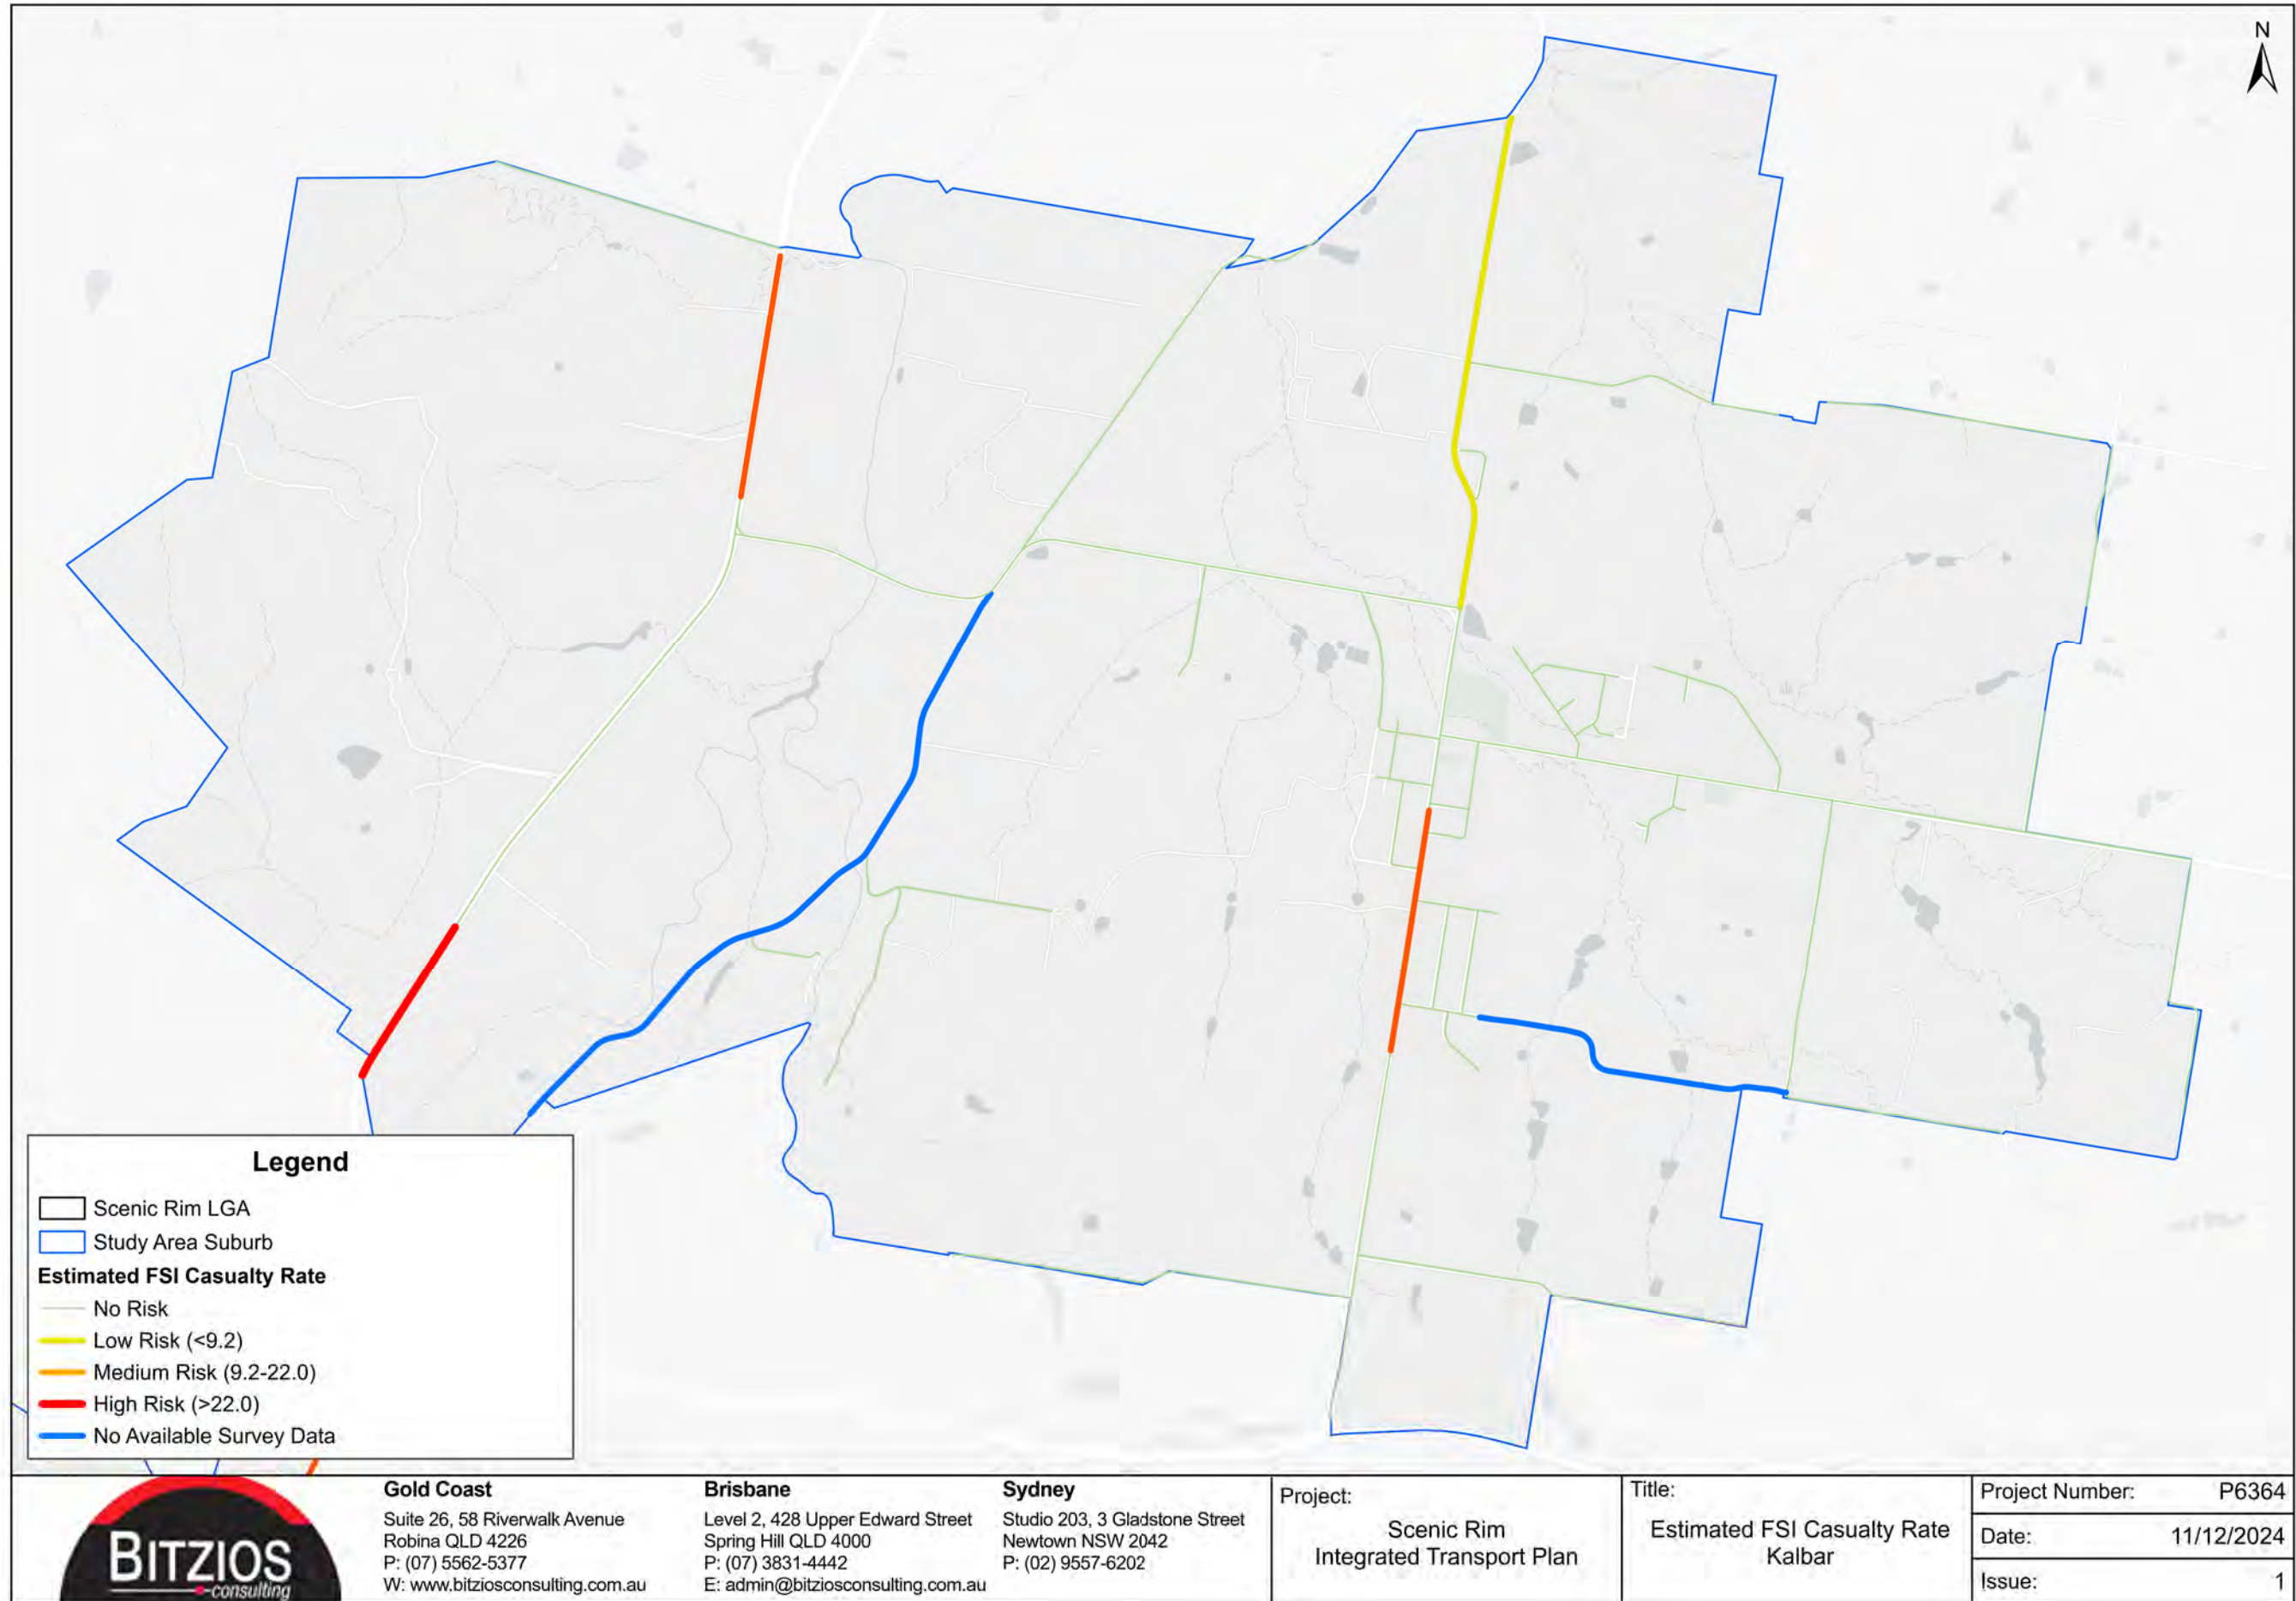 N
Legend
Scenic Rim LGA
Study Area Suburb
Estimated FSI Casualty Rate
No Risk
Low Risk (<9.2)
Medium Risk (9.2-22.0)
High Risk (>22.0)
No Available Survey Data
BITZIOS
consulting
Gold Coast
Suite 26, 58 Riverwalk Avenue
Robina QLD 4226
P: (07) 5562-5377
W: www.bitziosconsulting.com.au
Brisbane
Level 2, 428 Upper Edward Street
Spring Hill QLD 4000
P: (07) 3831-4442
E: admin@bitziosconsulting.com.au
Sydney
Studio 203, 3 Gladstone Street
Newtown NSW 2042
P: (02) 9557-6202
Project:
Scenic Rim
Integrated Transport Plan
Title:
Estimated FSI Casualty Rate
Kalbar
Project Number: P6364
Date: 11/12/2024
Issue: 1